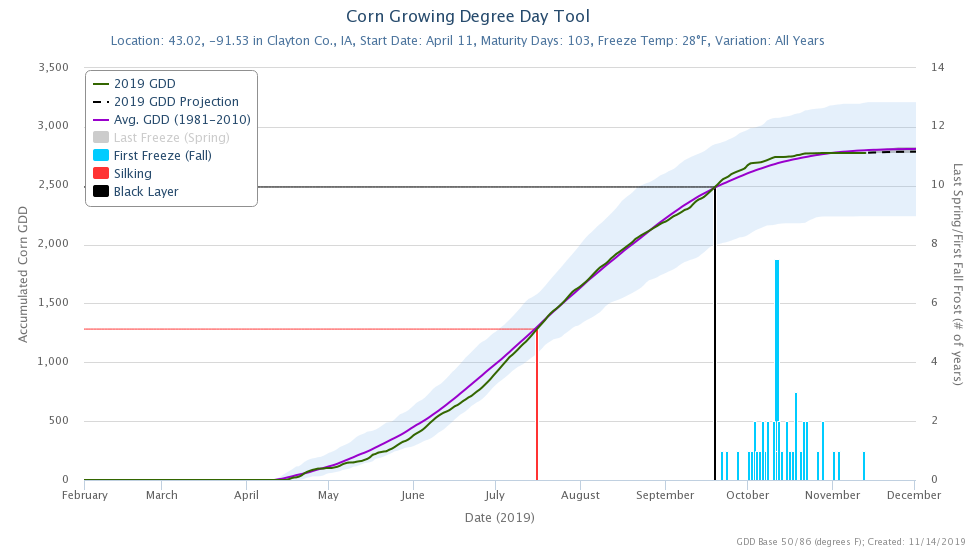 Corn Growing Degree Day Tool
Location: 43.02, -91.53 in Clayton Co., IA, Start Date: April 11, Maturity Days: 103, Freeze Temp: 28°F, Variation: All Years
2019 GDD
2019 GDD Projection
Avg. GDD (1981-2010)
Last Freeze (Spring)
First Freeze (Fall)
Silking
Black Layer
Accumulated Corn GDD
3,500
3,000
2,500
2,000
1,500
1,000
500
0
14
12
10
8
6
4
2
0
Last Spring/First Fall Frost (# of years)
February March April May June July August September October November December
Date (2019)
GDD Base 50/86 (degrees F); Created: 11/14/2019